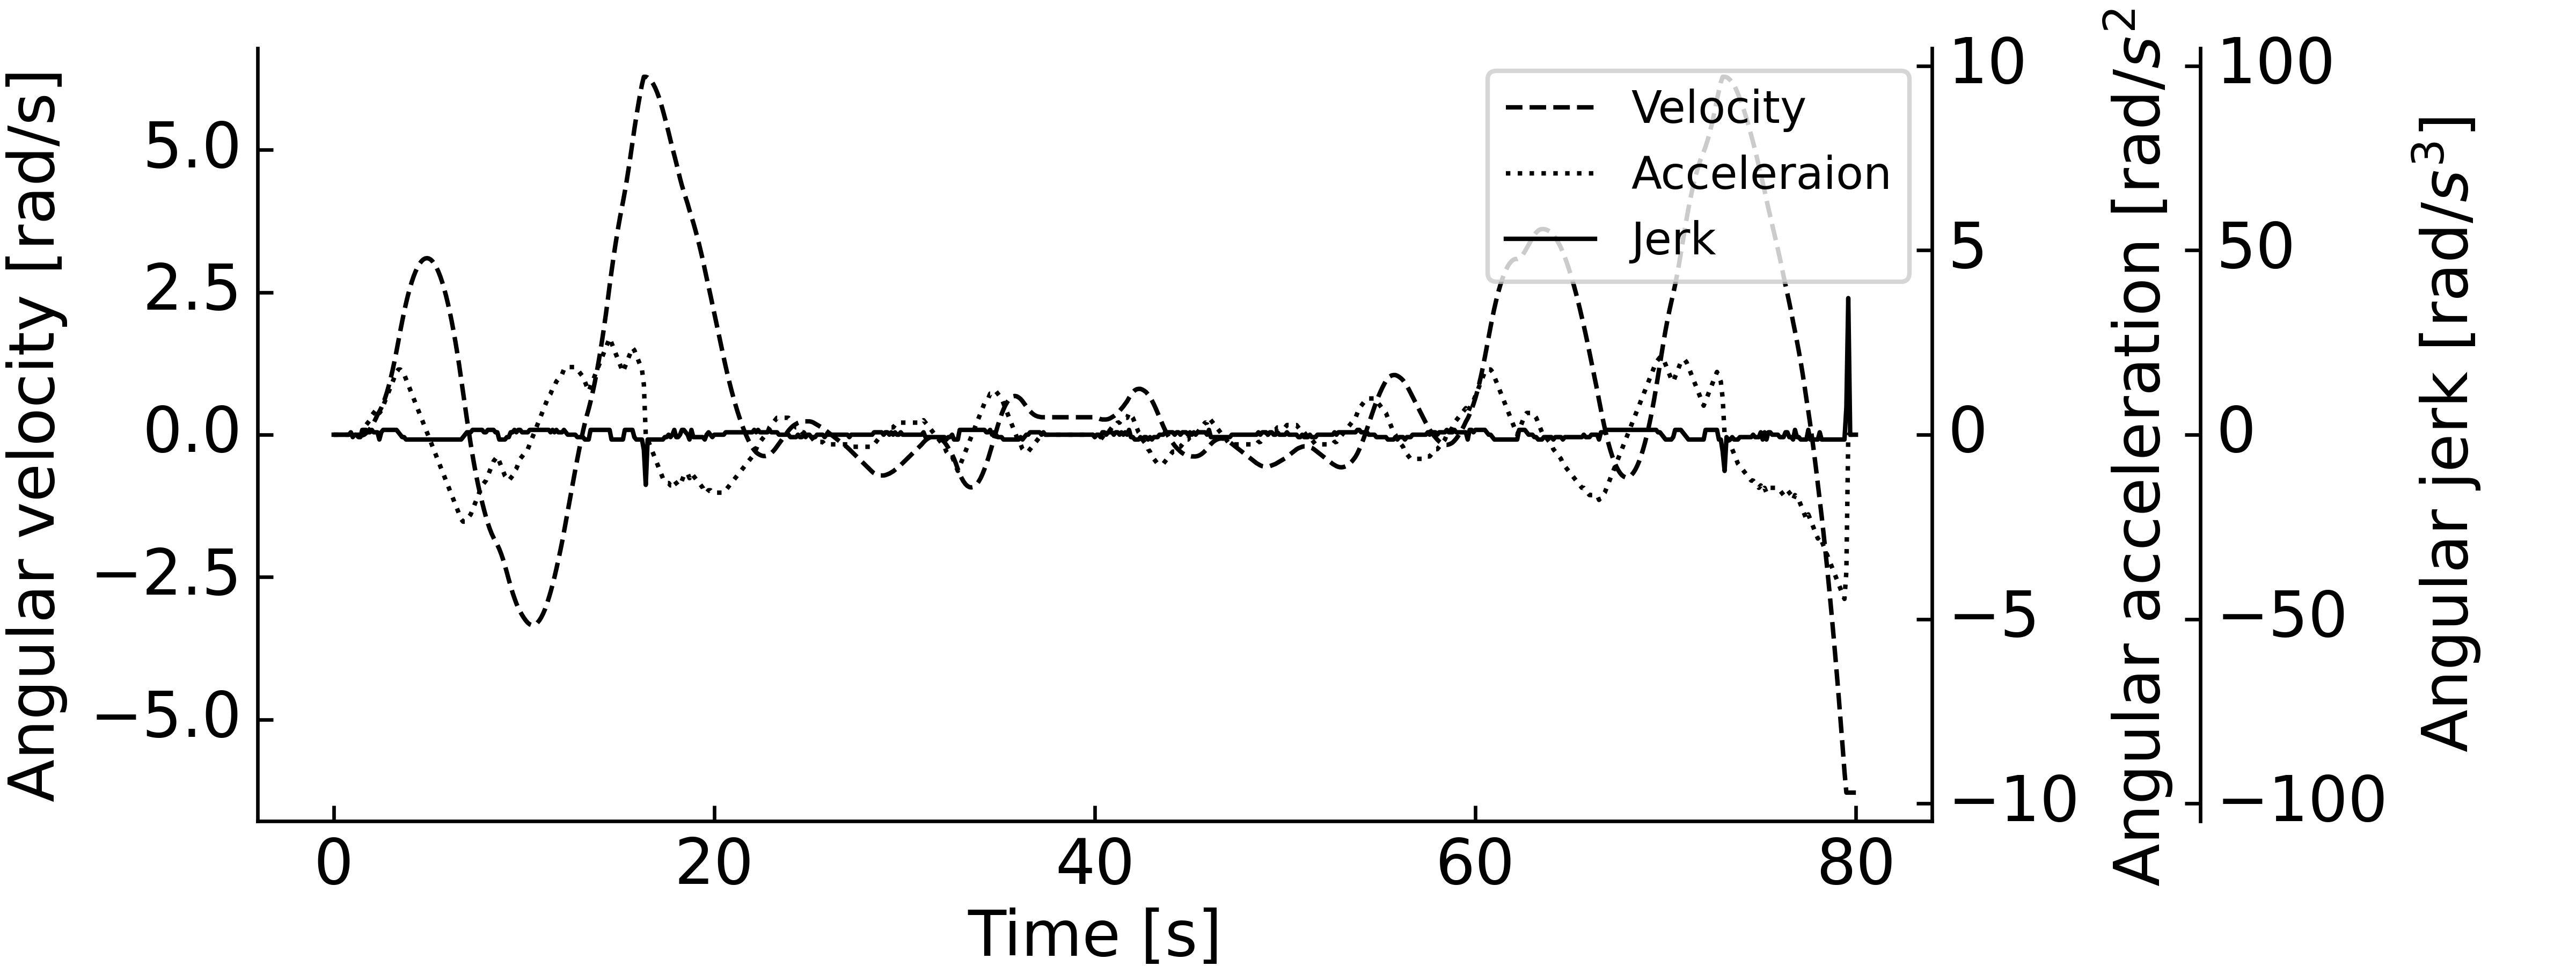 Angular velocity [rad/s]
5.0
2.5
0.0
−2.5
−5.0
0
20
40
60
80
Time [s]
Velocity
Acceleraion
Jerk
10
5
0
−5
−10
Angular acceleration [rad/s²
100
50
0
−50
−100
Angular jerk [rad/s³]